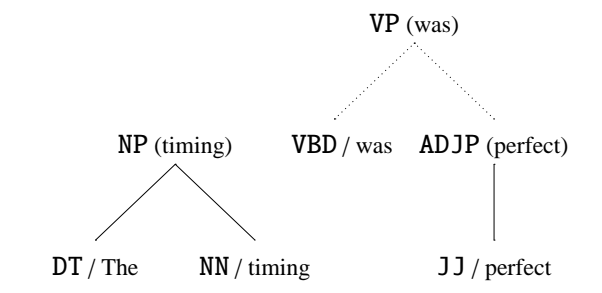 VP (was)
NP (timing) VBD / was ADJP (perfect)
DT / The NN / timing JJ / perfect